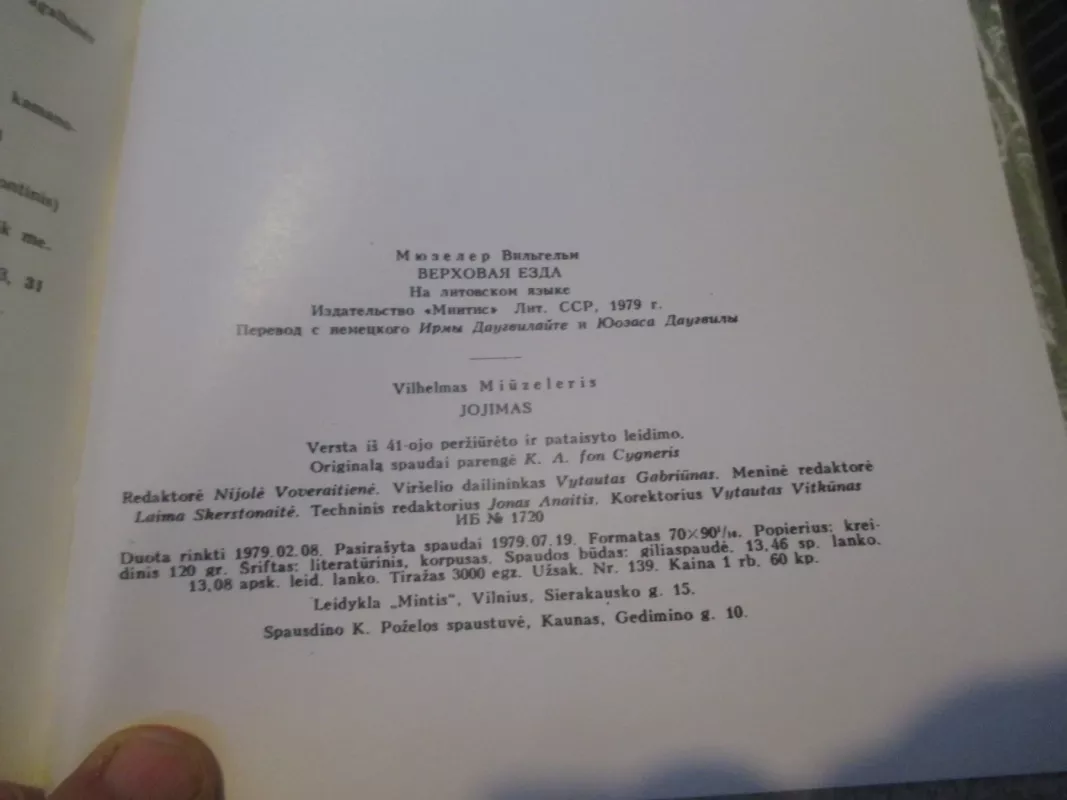 kamano-
ontinis)
k me.
3, 31
Мюзелер Вильгельм
ВЕРХОВАЯ ЕЗДА
На литовском языке
Издательство «Минтис» Лит. ССР, 1979 г.
Перевод с немецкого Ирмы Даугвилайте и Юозаса Даугвилы
Vilhelmas Miūzeleris
JOJIMAS
Versta iš 41-ojo peržiūrėto ir pataisyto leidimo.
Originalą spaudai parengė K. A. fon Cygneris
Redaktorė Nijolė Voveraitienė. Viršelio dailininkas Vytautas Gabriūnas. Meninė redaktorė
Laima Skerstonaitė. Techninis redaktorius Jonas Anaitis. Korektorius Vytautas Vitkūnas
ИБ № 1720
Duota rinkti 1979.02.08. Pasirašyta spaudai 1979.07.19. Formatas 70×90¹/₁₆. Popierius: krei-
dinis 120 gr. Šriftas: literatūrinis, korpusas. Spaudos būdas: giliaspaudė. 13,46 sp. lanko.
13,08 apsk. leid. lanko. Tiražas 3000 egz. Užsak. Nr. 139. Kaina 1 rb. 60 kp.
Leidykla „Mintis", Vilnius, Sierakausko g. 15.
Spausdino K. Poželos spaustuvė, Kaunas, Gedimino g. 10.